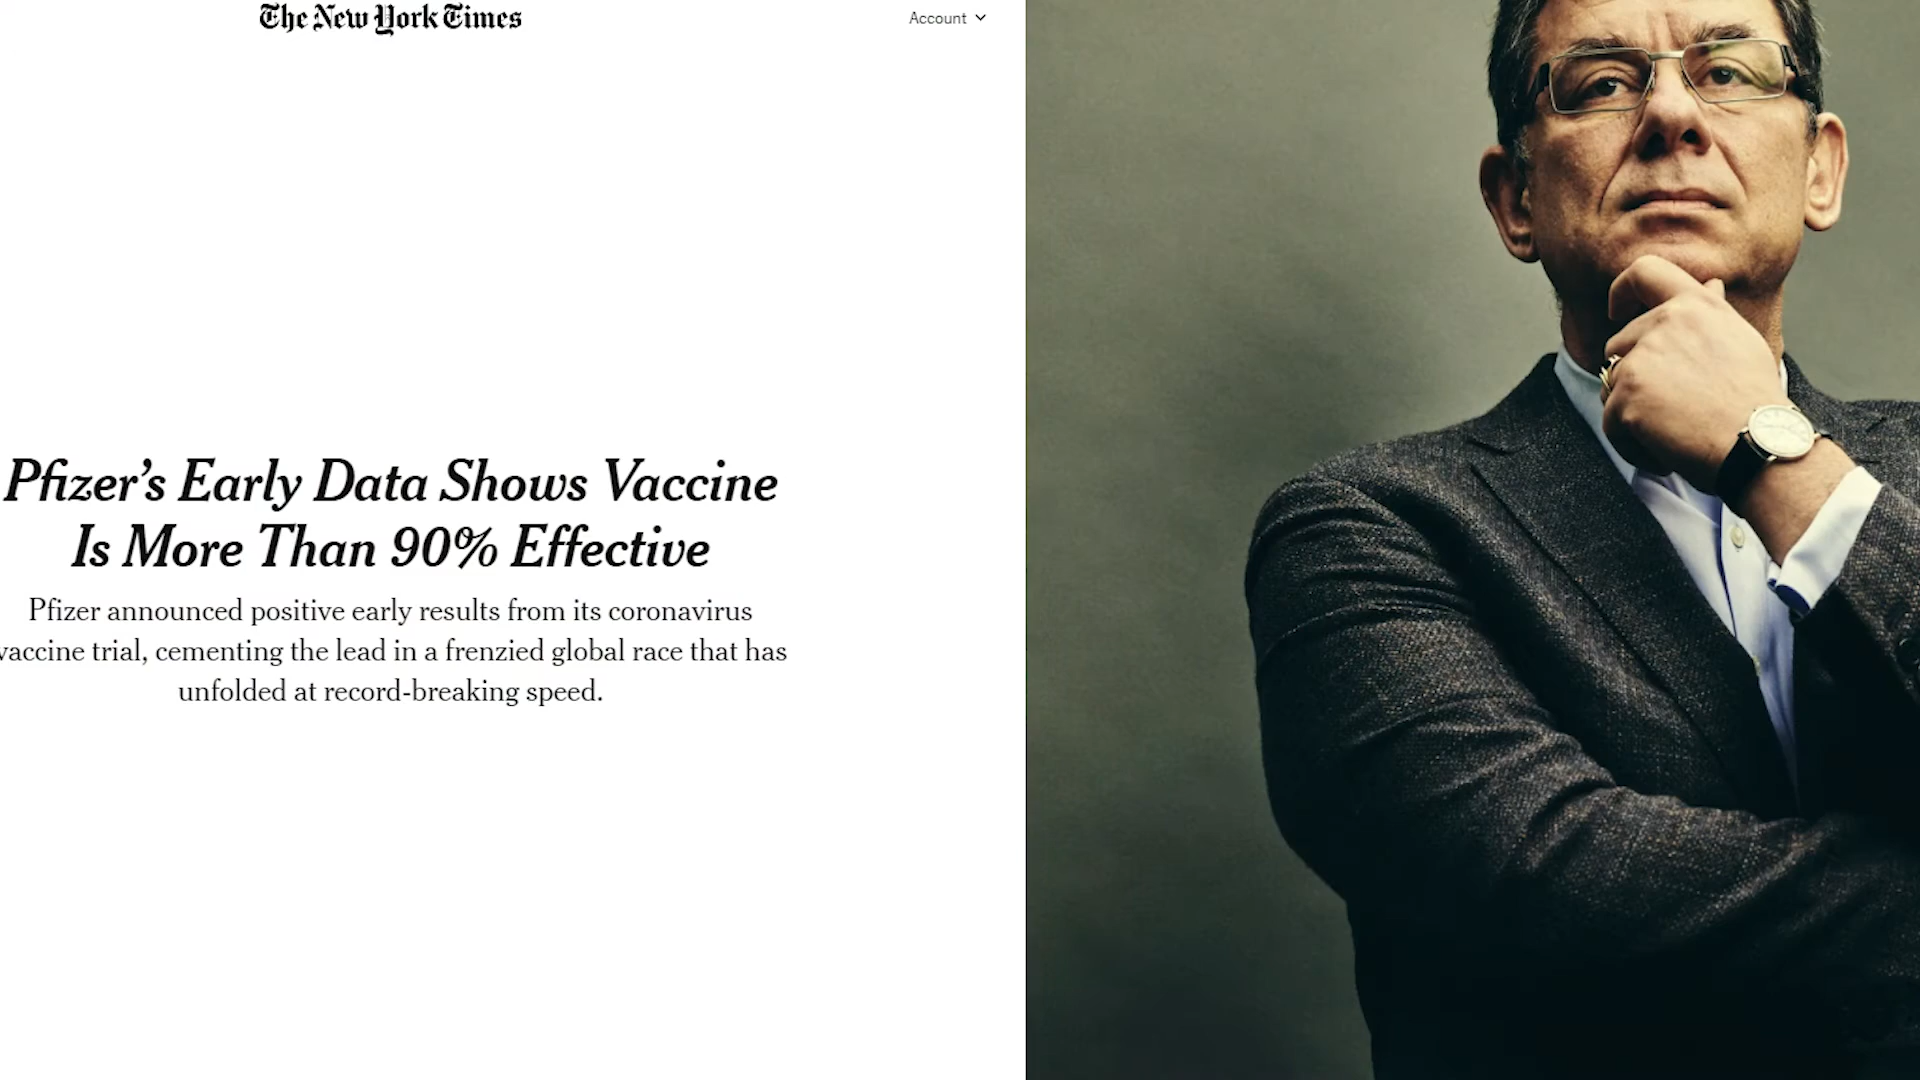 The New York Times
Account
Pfizer’s Early Data Shows Vaccine
Is More Than 90% Effective
Pfizer announced positive early results from its coronavirus
vaccine trial, cementing the lead in a frenzied global race that has
unfolded at record-breaking speed.